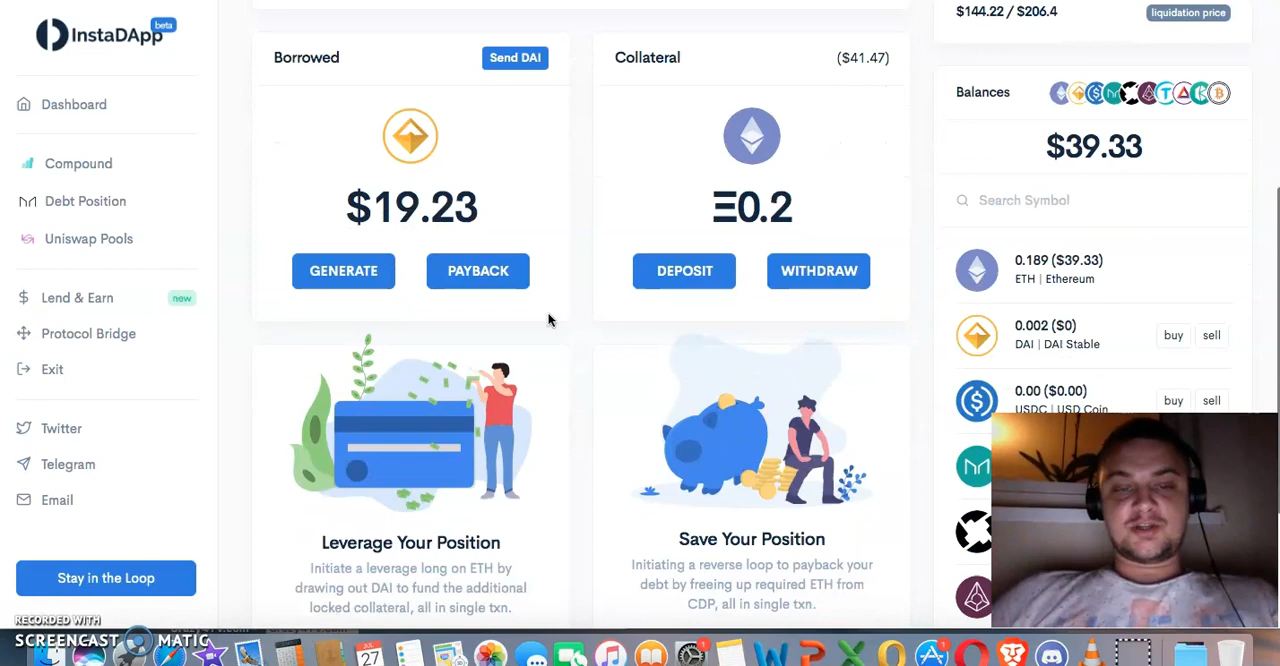 InstaDApp beta
Dashboard
Compound
Debt Position
Uniswap Pools
Lend & Earn new
Protocol Bridge
Exit
Twitter
Telegram
Email
Stay in the Loop
RECORDED WITH
SCREENCAST MATIC
Borrowed Send DAI
$19.23
GENERATE PAYBACK
Collateral ($41.47)
Ξ0.2
DEPOSIT WITHDRAW
Leverage Your Position
Initiate a leverage long on ETH by
drawing out DAI to fund the additional
locked collateral, all in single txn.
Save Your Position
Initiating a reverse loop to payback your
debt by freeing up required ETH from
CDP, all in single txn.
$144.22 / $206.4 liquidation price
Balances
$39.33
Search Symbol
0.189 ($39.33)
ETH | Ethereum
0.002 ($0)
DAI | DAI Stable
buy sell
0.00 ($0.00)
USDC | USD Coin
buy sell
27